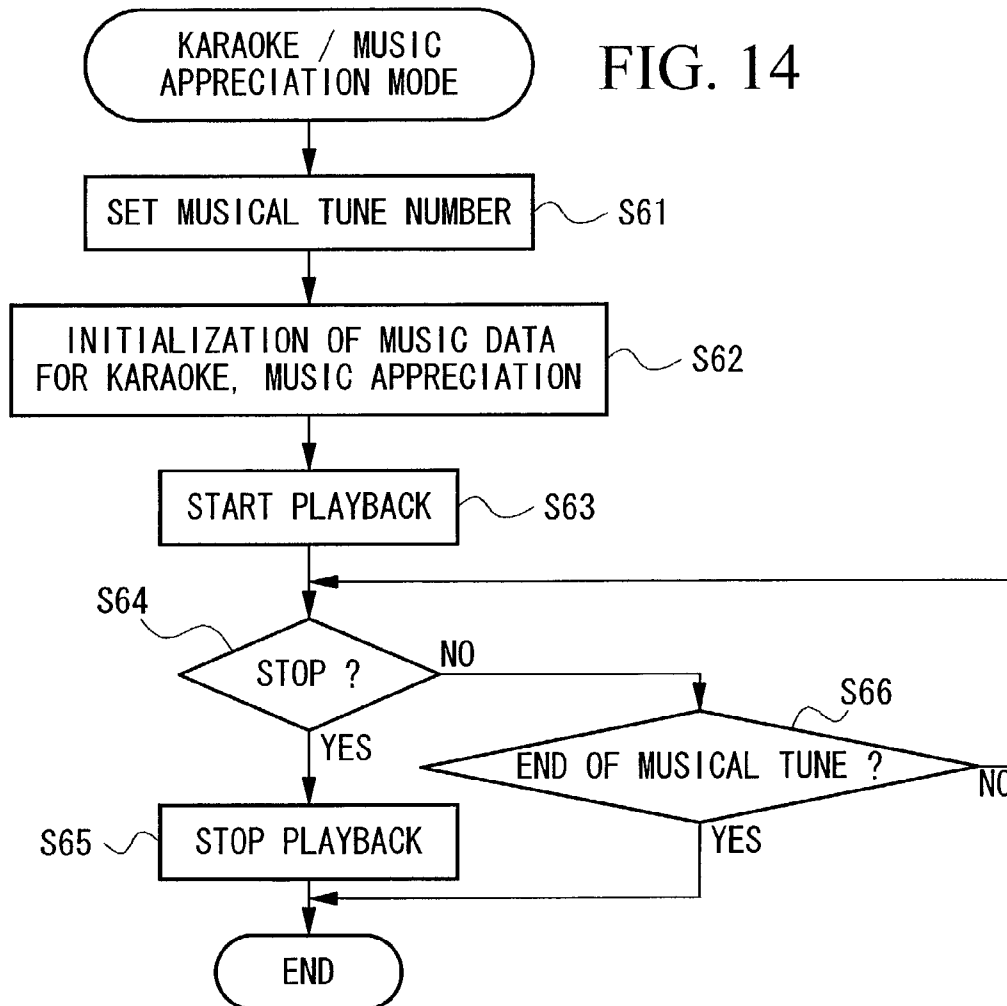 KARAOKE / MUSIC
APPRECIATION MODE
FIG. 14
SET MUSICAL TUNE NUMBER
S61
INITIALIZATION OF MUSIC DATA
FOR KARAOKE, MUSIC APPRECIATION
S62
START PLAYBACK
S63
S64
STOP ?
NO
YES
S66
END OF MUSICAL TUNE ?
NO
YES
S65
STOP PLAYBACK
END